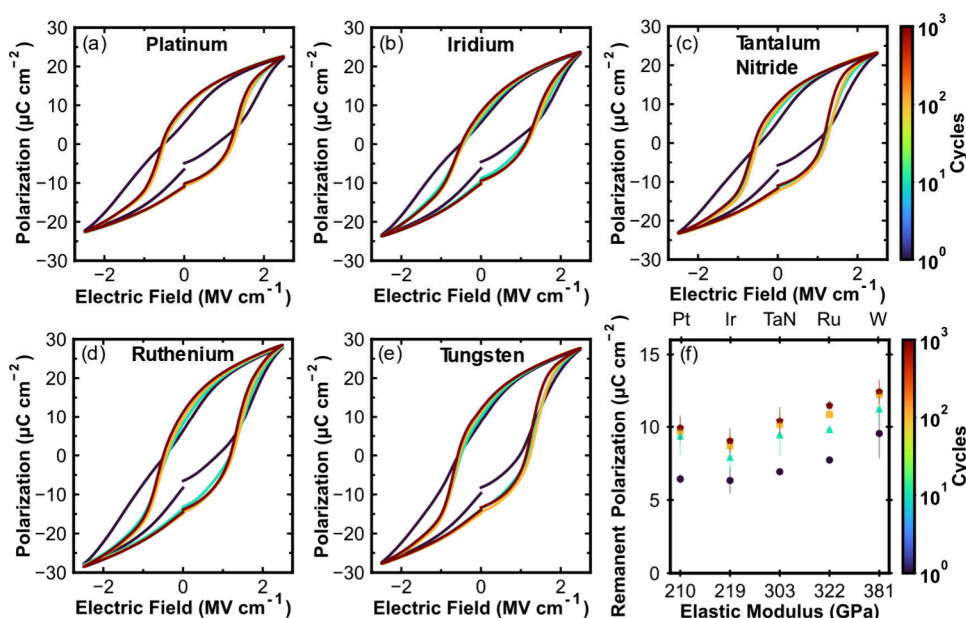 (a) Platinum
30
20
10
0
−10
−20
−30
Polarization (µC cm⁻²)
−2 0 2
Electric Field (MV cm⁻¹)
(b) Iridium
30
20
10
0
−10
−20
−30
Polarization (µC cm⁻²)
−2 0 2
Electric Field (MV cm⁻¹)
(c) Tantalum
Nitride
30
20
10
0
−10
−20
−30
Polarization (µC cm⁻²)
−2 0 2
Electric Field (MV cm⁻¹)
10³
10²
10¹
10⁰
Cycles
(d) Ruthenium
30
20
10
0
−10
−20
−30
Polarization (µC cm⁻²)
−2 0 2
Electric Field (MV cm⁻¹)
(e) Tungsten
30
20
10
0
−10
−20
−30
Polarization (µC cm⁻²)
−2 0 2
Electric Field (MV cm⁻¹)
Pt Ir TaN Ru W
(f)
15
10
5
0
Remanant Polarization (µC cm⁻²)
210 219 303 322 381
Elastic Modulus (GPa)
10³
10²
10¹
10⁰
Cycles